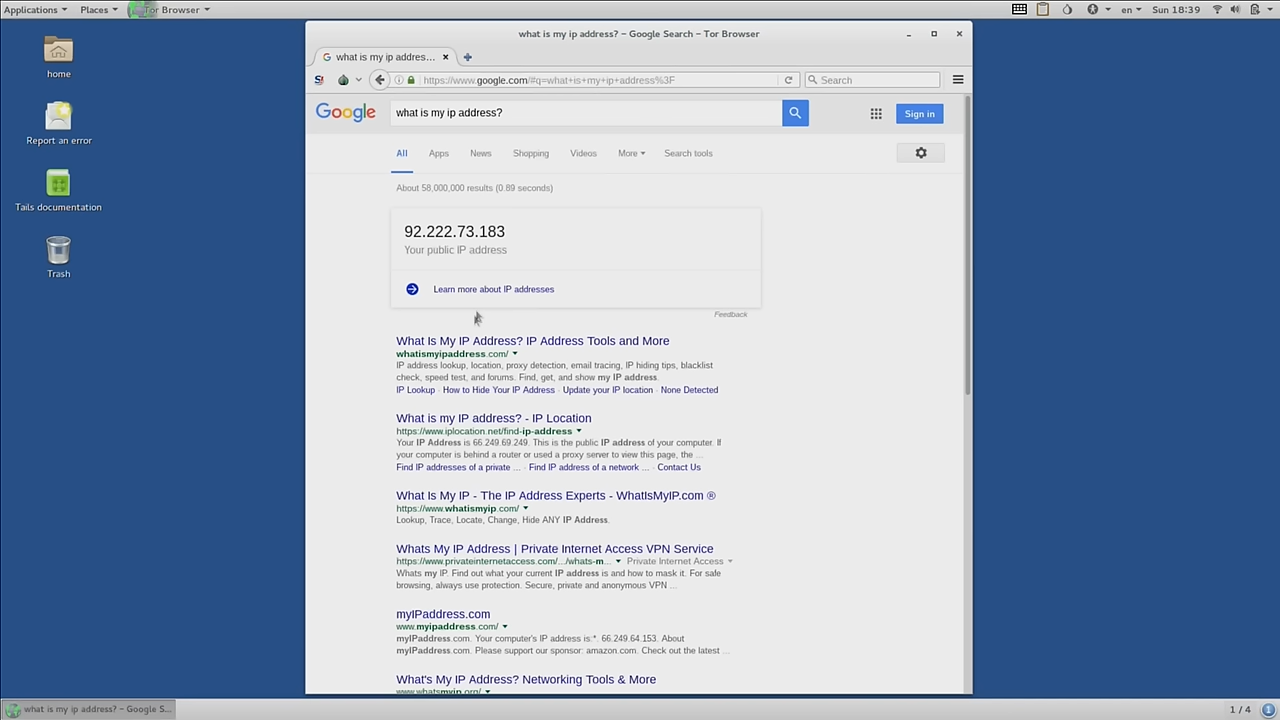 Applications Places Tor Browser en Sun 18:39
what is my ip address? – Google Search – Tor Browser
home
what is my ip addres...
https://www.google.com/#q=what+is+my+ip+address%3F Search
Google what is my ip address? Sign in
Report an error
All Apps News Shopping Videos More Search tools
About 58,000,000 results (0.89 seconds)
Tails documentation
92.222.73.183
Your public IP address
Trash
Learn more about IP addresses
Feedback
What Is My IP Address? IP Address Tools and More
whatismyipaddress.com/
IP address lookup, location, proxy detection, email tracing, IP hiding tips, blacklist
check, speed test, and forums. Find, get, and show my IP address.
IP Lookup · How to Hide Your IP Address · Update your IP location · None Detected
What is my IP address? - IP Location
https://www.iplocation.net/find-ip-address
Your IP Address is 66.249.69.249. This is the public IP address of your computer. If
your computer is behind a router or used a proxy server to view this page, the ...
Find IP addresses of a private ... · Find IP address of a network ... · Contact Us
What Is My IP - The IP Address Experts - WhatIsMyIP.com ®
https://www.whatismyip.com/
Lookup, Trace, Locate, Change, Hide ANY IP Address.
Whats My IP Address | Private Internet Access VPN Service
https://www.privateinternetaccess.com/.../whats-m... Private Internet Access
Whats my IP. Find out what your current IP address is and how to mask it. For safe
browsing, always use protection. Secure, private and anonymous VPN ...
myIPaddress.com
www.myipaddress.com/
myIPaddress.com. Your computer's IP address is:*. 66.249.64.153. About
myIPaddress.com. Please support our sponsor: amazon.com. Check out the latest ...
What's My IP Address? Networking Tools & More
www.whatsmyip.org/
what is my ip address? – Google S... 1 / 4 1